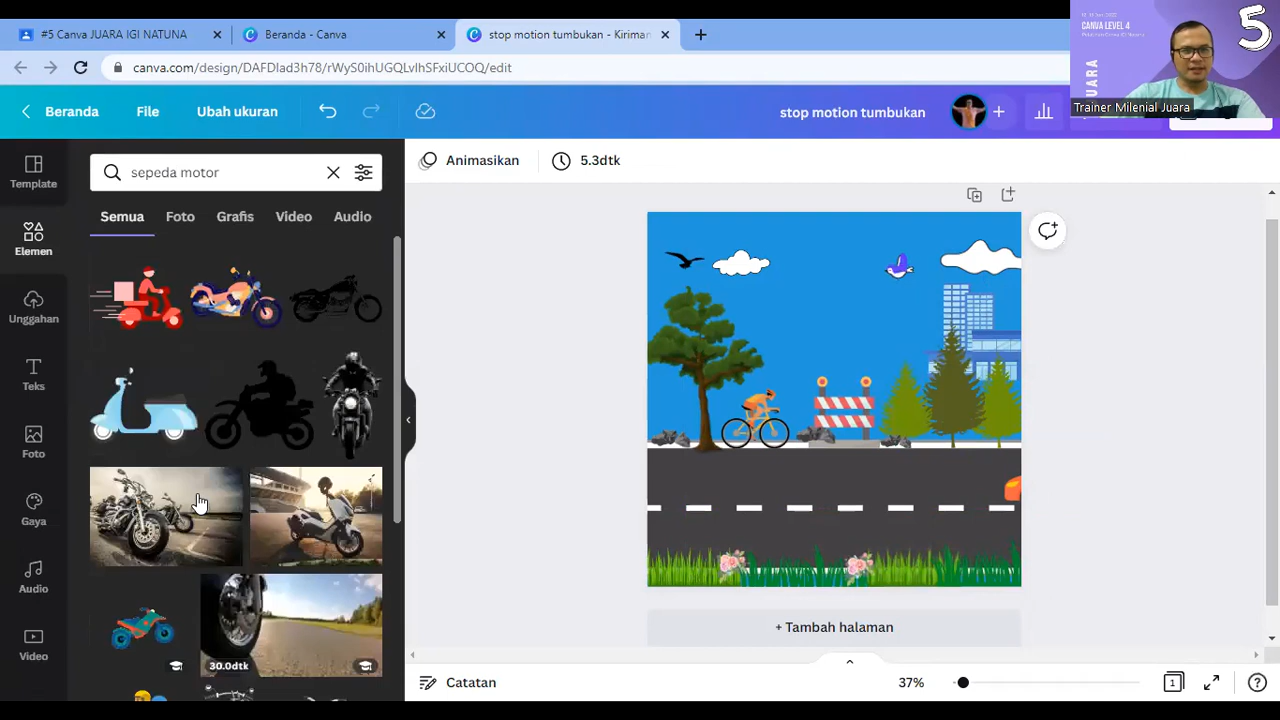 #5 Canva JUARA IGI NATUNA
Beranda - Canva
stop motion tumbukan - Kiriman
canva.com/design/DAFDlad3h78/rWyS0ihUGQLvlhSFxiUCOQ/edit
CANVA LEVEL 4
JUARA
5
Trainer Milenial Juara
Beranda
File
Ubah ukuran
stop motion tumbukan
Template
Elemen
Unggahan
Teks
Foto
Gaya
Audio
Video
sepeda motor
Semua
Foto
Grafis
Video
Audio
30.0dtk
Animasikan
5.3dtk
+ Tambah halaman
Catatan
37%
1